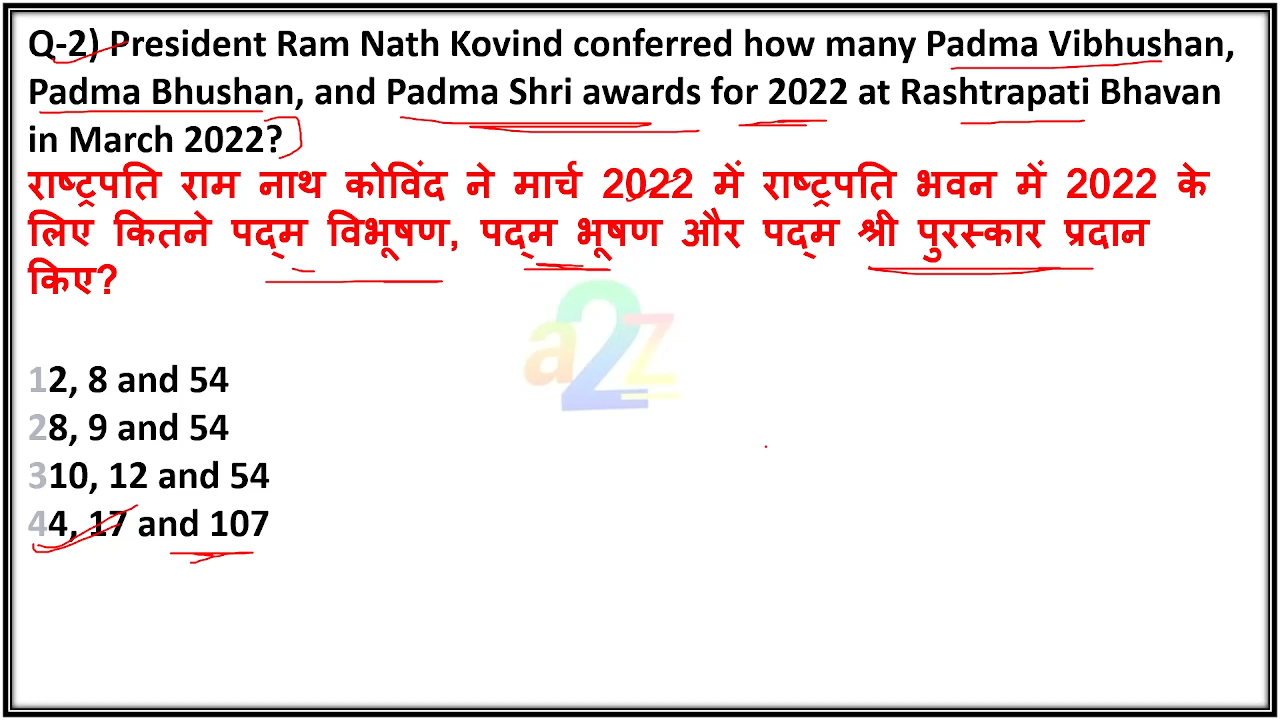 Q-2) President Ram Nath Kovind conferred how many Padma Vibhushan,
Padma Bhushan, and Padma Shri awards for 2022 at Rashtrapati Bhavan
in March 2022?
राष्ट्रपति राम नाथ कोविंद ने मार्च 2022 में राष्ट्रपति भवन में 2022 के
लिए कितने पद्म विभूषण, पद्म भूषण और पद्म श्री पुरस्कार प्रदान
किए?
a2z
12, 8 and 54
28, 9 and 54
310, 12 and 54
44, 17 and 107